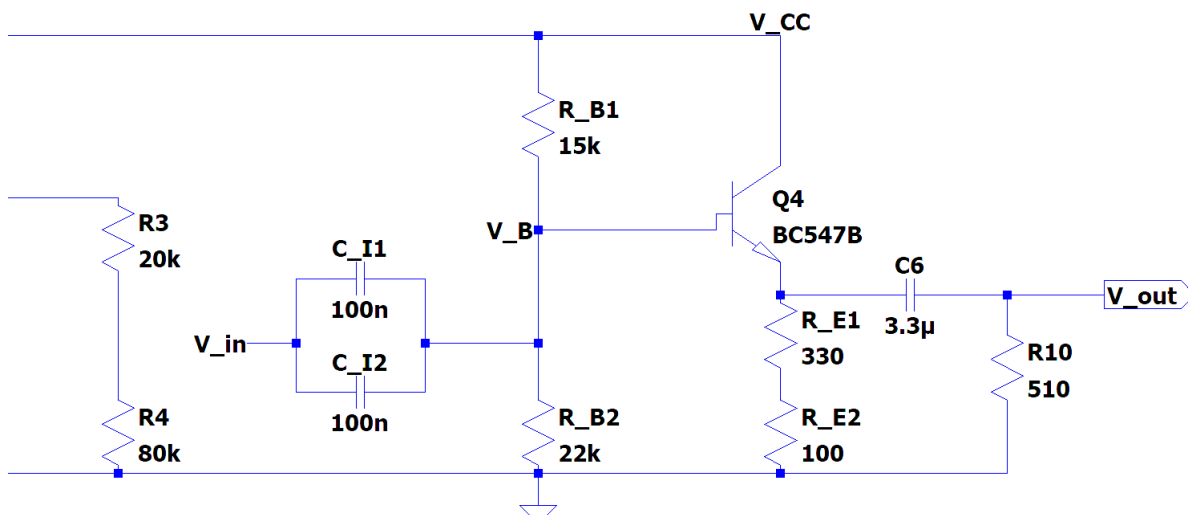 V_CC
R_B1
15k
R3
20k
V_B
Q4
BC547B
C_I1
100n
C6
3.3µ
V_out
V_in
R_E1
330
C_I2
100n
R10
510
R4
80k
R_B2
22k
R_E2
100